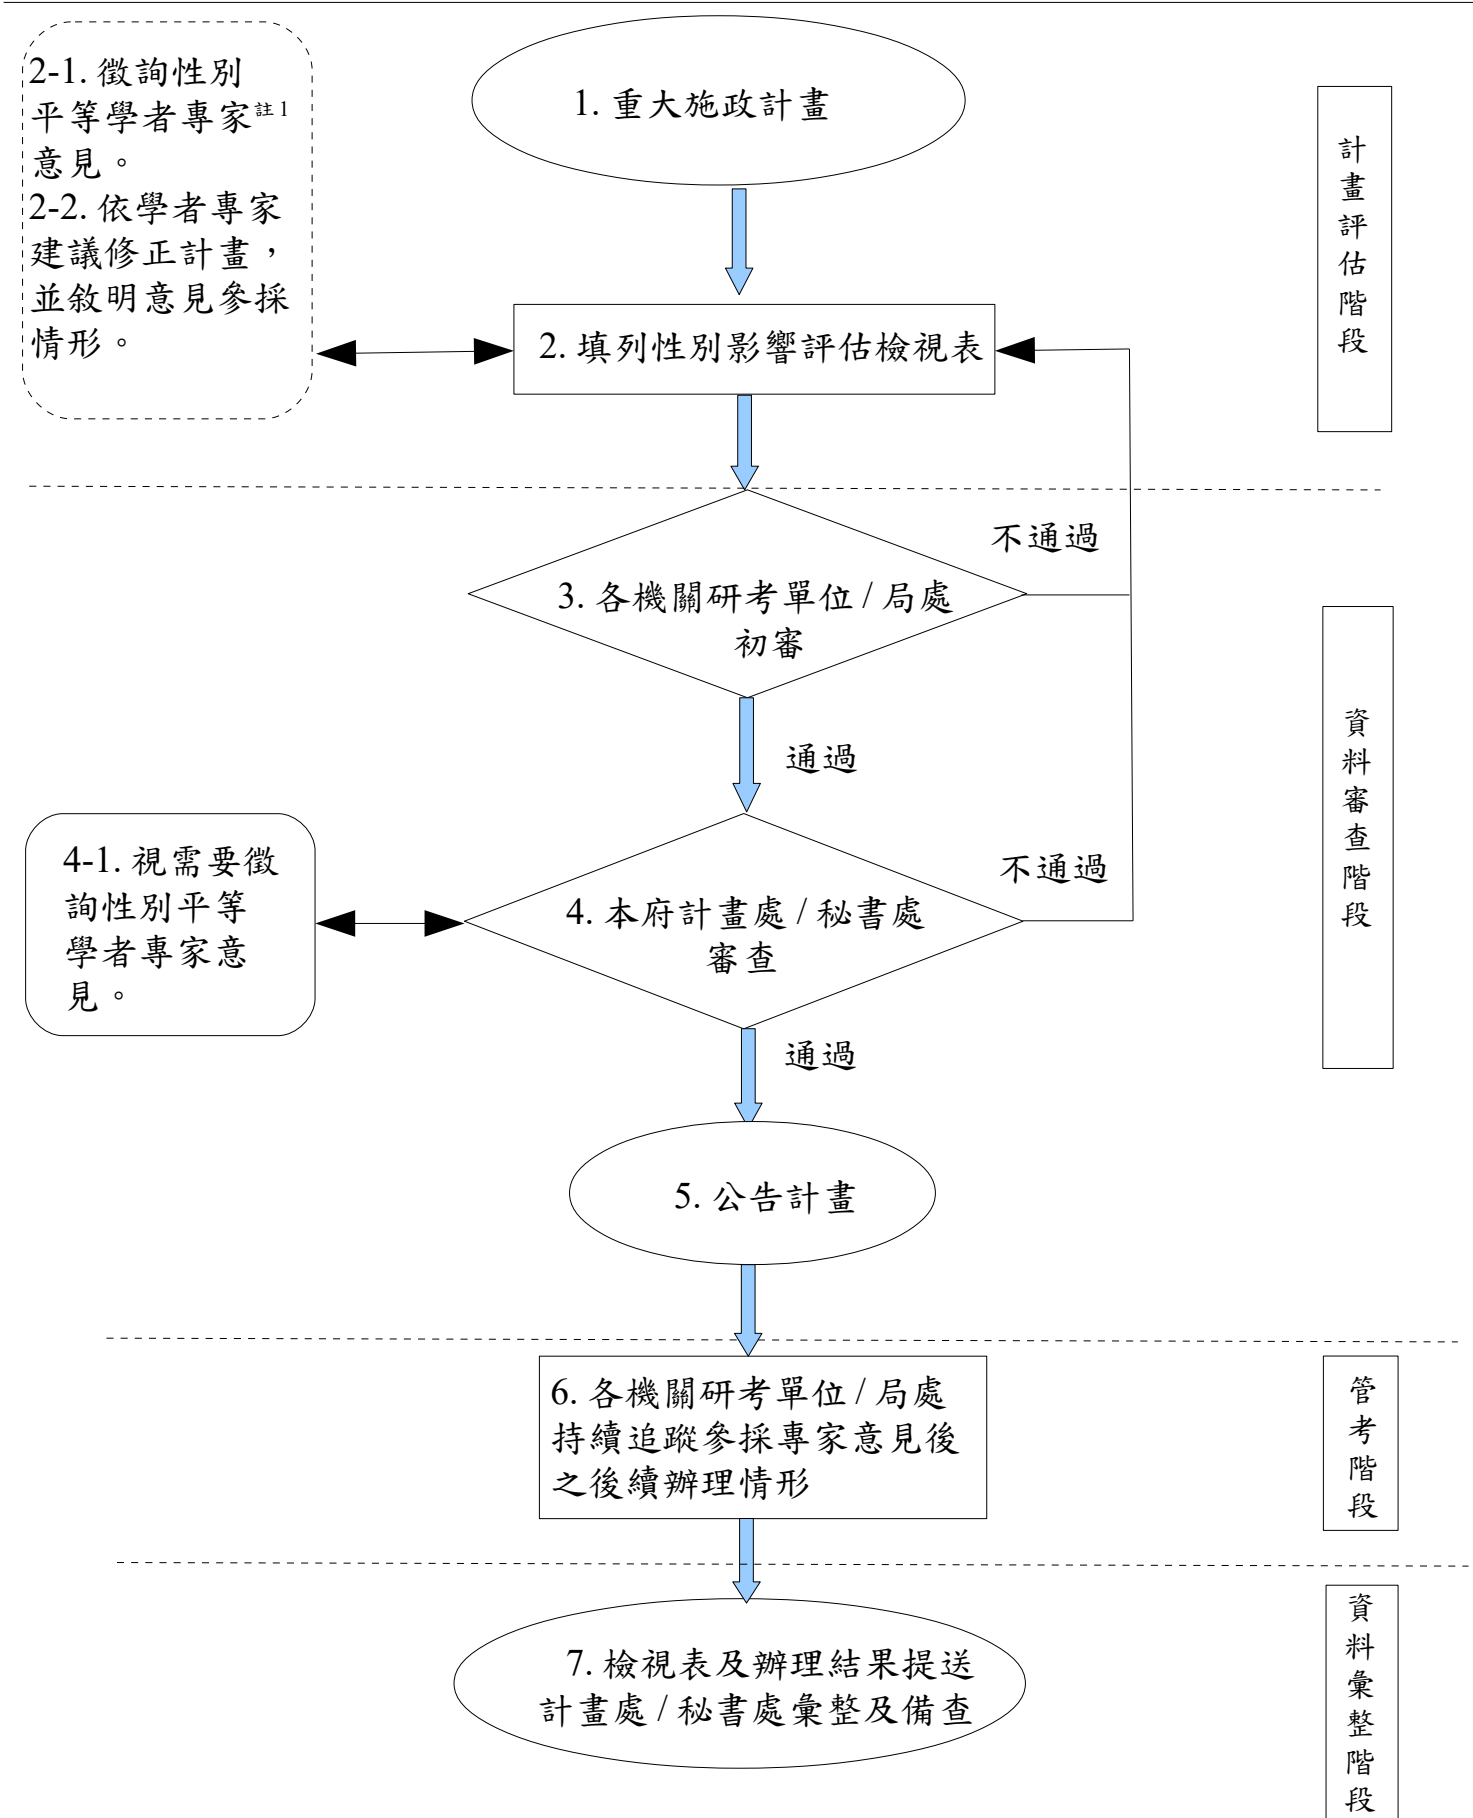 1. 重大施政計畫
2-1. 徵詢性別
平等學者專家註1
意見。
2-2. 依學者專家
建議修正計畫，
並敘明意見參採
情形。
2. 填列性別影響評估檢視表
計畫評估階段
3. 各機關研考單位 / 局處
初審
不通過
通過
4-1. 視需要徵
詢性別平等
學者專家意
見。
4. 本府計畫處 / 秘書處
審查
不通過
通過
資料審查階段
5. 公告計畫
6. 各機關研考單位 / 局處
持續追蹤參採專家意見後
之後續辦理情形
管考階段
7. 檢視表及辦理結果提送
計畫處 / 秘書處彙整及備查
資料彙整階段